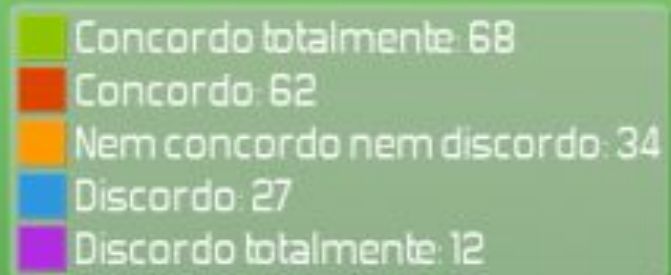 Concordo totalmente: 68
Concordo: 62
Nem concordo nem discordo: 34
Discordo: 27
Discordo totalmente: 12